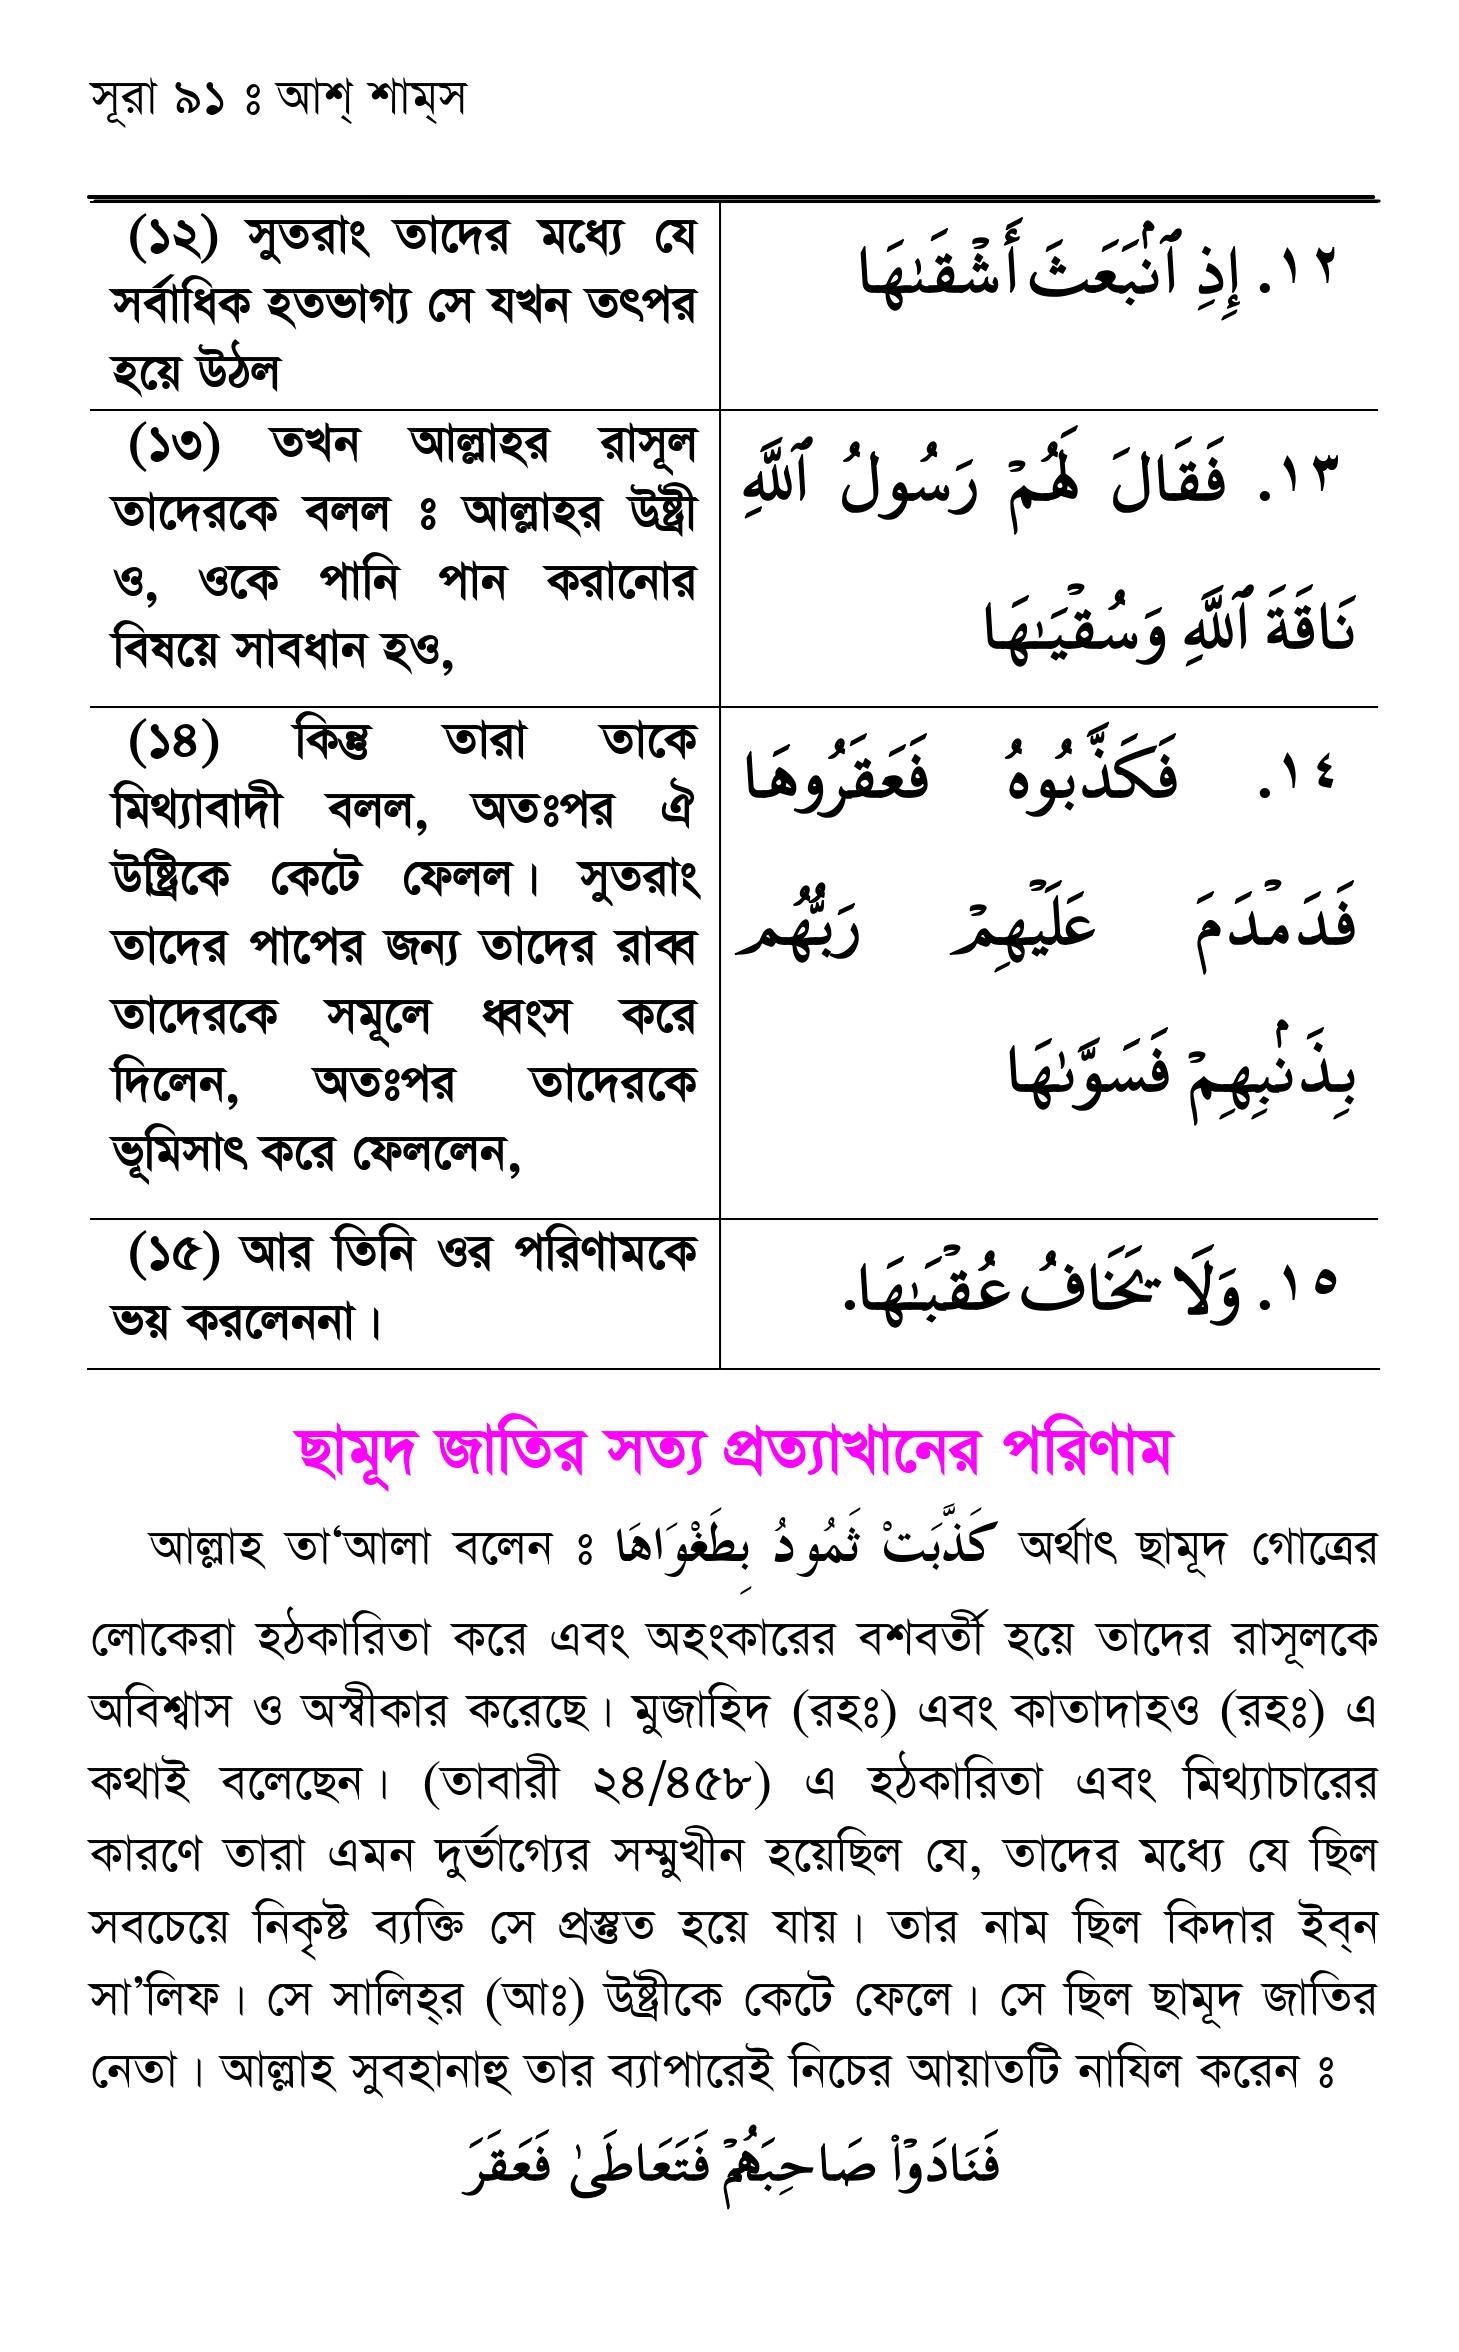 সূরা ৯১ ঃ আশ্ শাম্‌স
(১২) সুতরাং তাদের মধ্যে যে
সর্বাধিক হতভাগ্য সে যখন তৎপর
হয়ে উঠল
١٢. إِذِ ٱنۢبَعَثَ أَشْقَىٰهَا
(১৩) তখন আল্লাহর রাসূল
তাদেরকে বলল ঃ আল্লাহর উষ্ট্রী
ও, ওকে পানি পান করানোর
বিষয়ে সাবধান হও,
١٣. فَقَالَ لَهُمْ رَسُولُ ٱللَّهِ
نَاقَةَ ٱللَّهِ وَسُقْيَـٰهَا
(১৪) কিন্তু তারা তাকে
মিথ্যাবাদী বলল, অতঃপর ঐ
উষ্ট্রিকে কেটে ফেলল। সুতরাং
তাদের পাপের জন্য তাদের রাব্ব
তাদেরকে সমূলে ধ্বংস করে
দিলেন, অতঃপর তাদেরকে
ভূমিসাৎ করে ফেললেন,
١٤. فَكَذَّبُوهُ فَعَقَرُوهَا
فَدَمْدَمَ عَلَيْهِمْ رَبُّهُم
بِذَنۢبِهِمْ فَسَوَّىٰهَا
(১৫) আর তিনি ওর পরিণামকে
ভয় করলেননা।
١٥. وَلَا يَخَافُ عُقْبَـٰهَا.
ছামূদ জাতির সত্য প্রত্যাখানের পরিণাম
আল্লাহ তা‘আলা বলেন ঃ كَذَّبَتْ ثَمُودُ بِطَغْوَاهَا অর্থাৎ ছামূদ গোত্রের
লোকেরা হঠকারিতা করে এবং অহংকারের বশবর্তী হয়ে তাদের রাসূলকে
অবিশ্বাস ও অস্বীকার করেছে। মুজাহিদ (রহঃ) এবং কাতাদাহও (রহঃ) এ
কথাই বলেছেন। (তাবারী ২৪/৪৫৮) এ হঠকারিতা এবং মিথ্যাচারের
কারণে তারা এমন দুর্ভাগ্যের সম্মুখীন হয়েছিল যে, তাদের মধ্যে যে ছিল
সবচেয়ে নিকৃষ্ট ব্যক্তি সে প্রস্তুত হয়ে যায়। তার নাম ছিল কিদার ইব্‌ন
সা’লিফ। সে সালিহ্‌র (আঃ) উষ্ট্রীকে কেটে ফেলে। সে ছিল ছামূদ জাতির
নেতা। আল্লাহ সুবহানাহু তার ব্যাপারেই নিচের আয়াতটি নাযিল করেন ঃ
فَنَادَوْا۟ صَاحِبَهُمْ فَتَعَاطَىٰ فَعَقَرَ